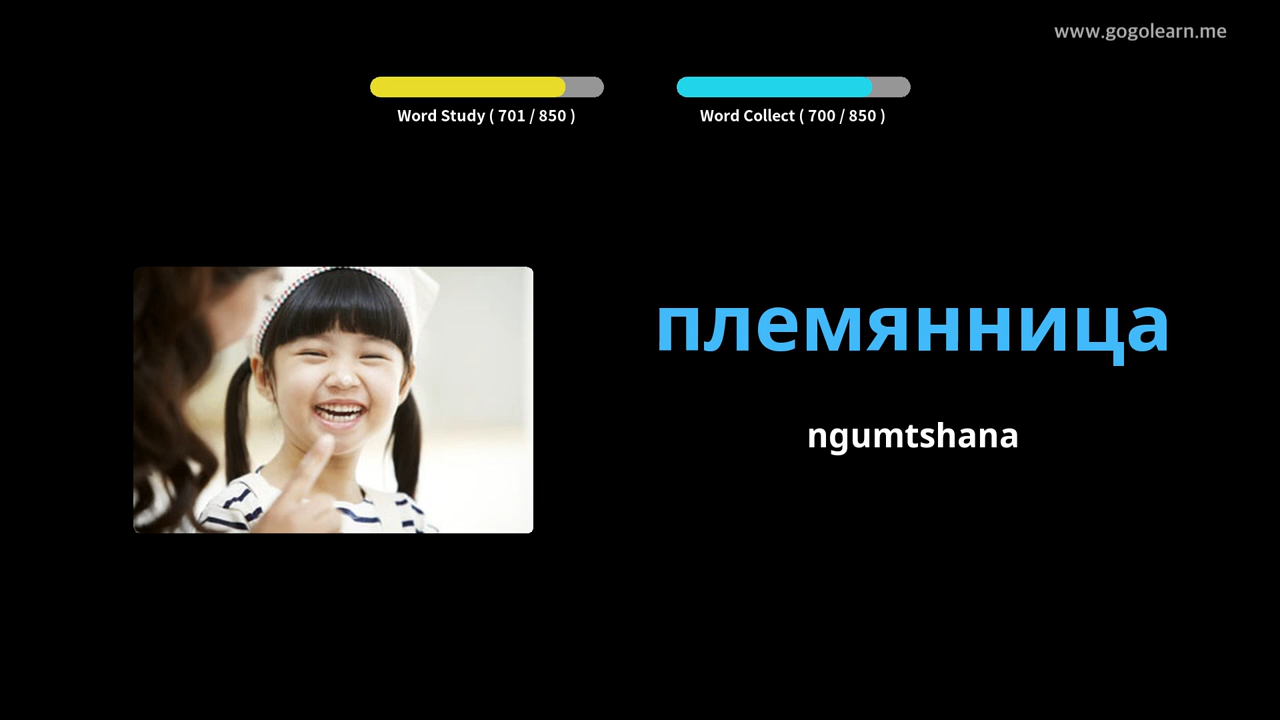 www.gogolearn.me
Word Study ( 701 / 850 )
Word Collect ( 700 / 850 )
племянница
ngumtshana